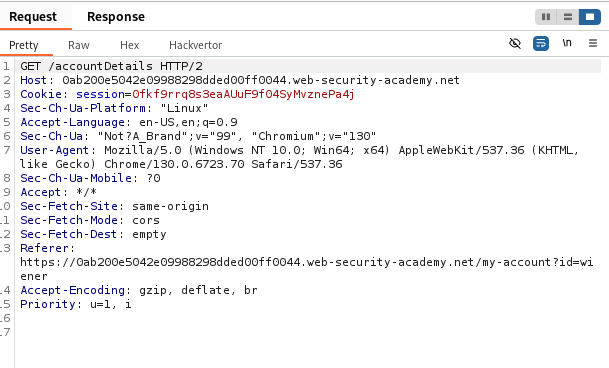 Request Response
Pretty Raw Hex Hackvertor \n
1 GET /accountDetails HTTP/2
2 Host: 0ab200e5042e09988298dded00ff0044.web-security-academy.net
3 Cookie: session=0fkf9rrq8s3eaAUuF9f04SyMvznePa4j
4 Sec-Ch-Ua-Platform: "Linux"
5 Accept-Language: en-US,en;q=0.9
6 Sec-Ch-Ua: "Not?A_Brand";v="99", "Chromium";v="130"
7 User-Agent: Mozilla/5.0 (Windows NT 10.0; Win64; x64) AppleWebKit/537.36 (KHTML,
like Gecko) Chrome/130.0.6723.70 Safari/537.36
8 Sec-Ch-Ua-Mobile: ?0
9 Accept: */*
10 Sec-Fetch-Site: same-origin
11 Sec-Fetch-Mode: cors
12 Sec-Fetch-Dest: empty
13 Referer:
https://0ab200e5042e09988298dded00ff0044.web-security-academy.net/my-account?id=wi
ener
14 Accept-Encoding: gzip, deflate, br
15 Priority: u=1, i
16
17